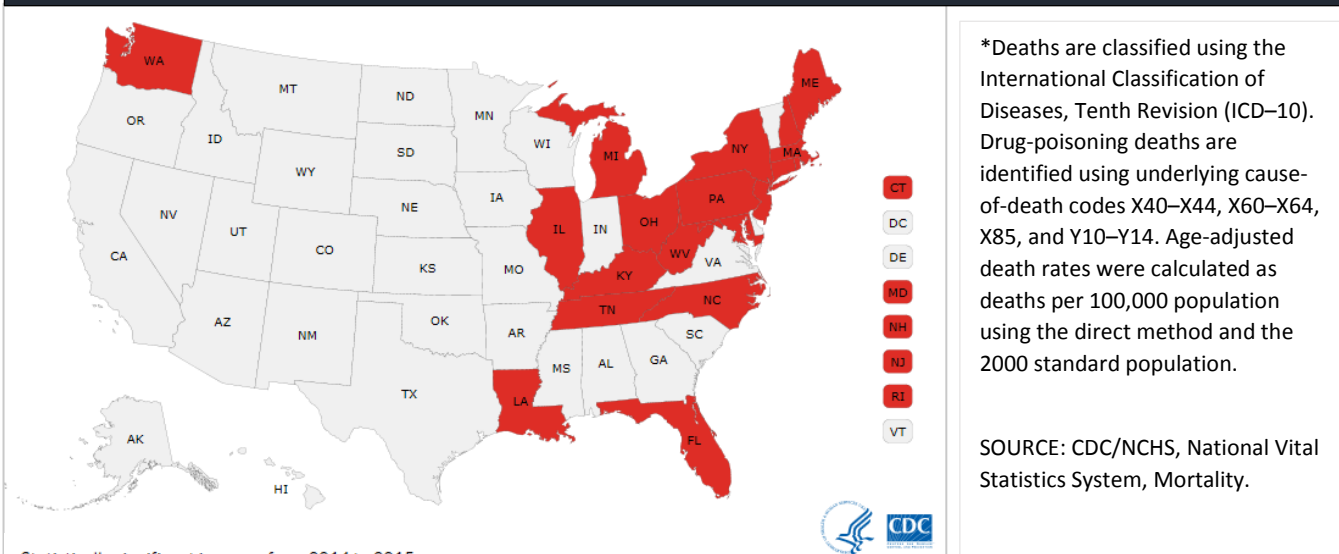 WA
MT
ND
MN
OR
ID
WI
SD
WY
MI
NY
ME
MA
IA
NE
PA
NV
UT
IL
IN
OH
CO
CA
KS
MO
WV
VA
KY
NC
TN
AZ
NM
OK
AR
SC
MS
AL
GA
TX
LA
FL
AK
HI
CT
DC
DE
MD
NH
NJ
RI
VT
CDC
*Deaths are classified using the
International Classification of
Diseases, Tenth Revision (ICD–10).
Drug-poisoning deaths are
identified using underlying cause-
of-death codes X40–X44, X60–X64,
X85, and Y10–Y14. Age-adjusted
death rates were calculated as
deaths per 100,000 population
using the direct method and the
2000 standard population.
SOURCE: CDC/NCHS, National Vital
Statistics System, Mortality.